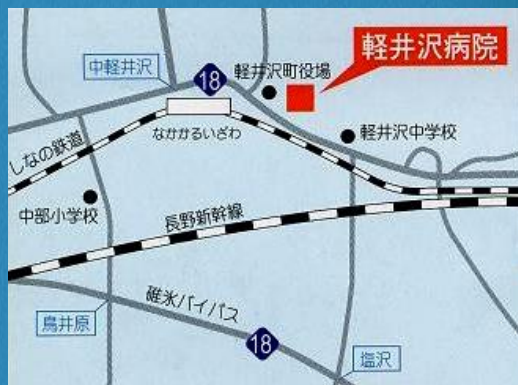 軽井沢病院
中軽井沢
18
軽井沢町役場
なかかるいざわ
軽井沢中学校
しなの鉄道
中部小学校
長野新幹線
碓氷バイパス
鳥井原
18
塩沢